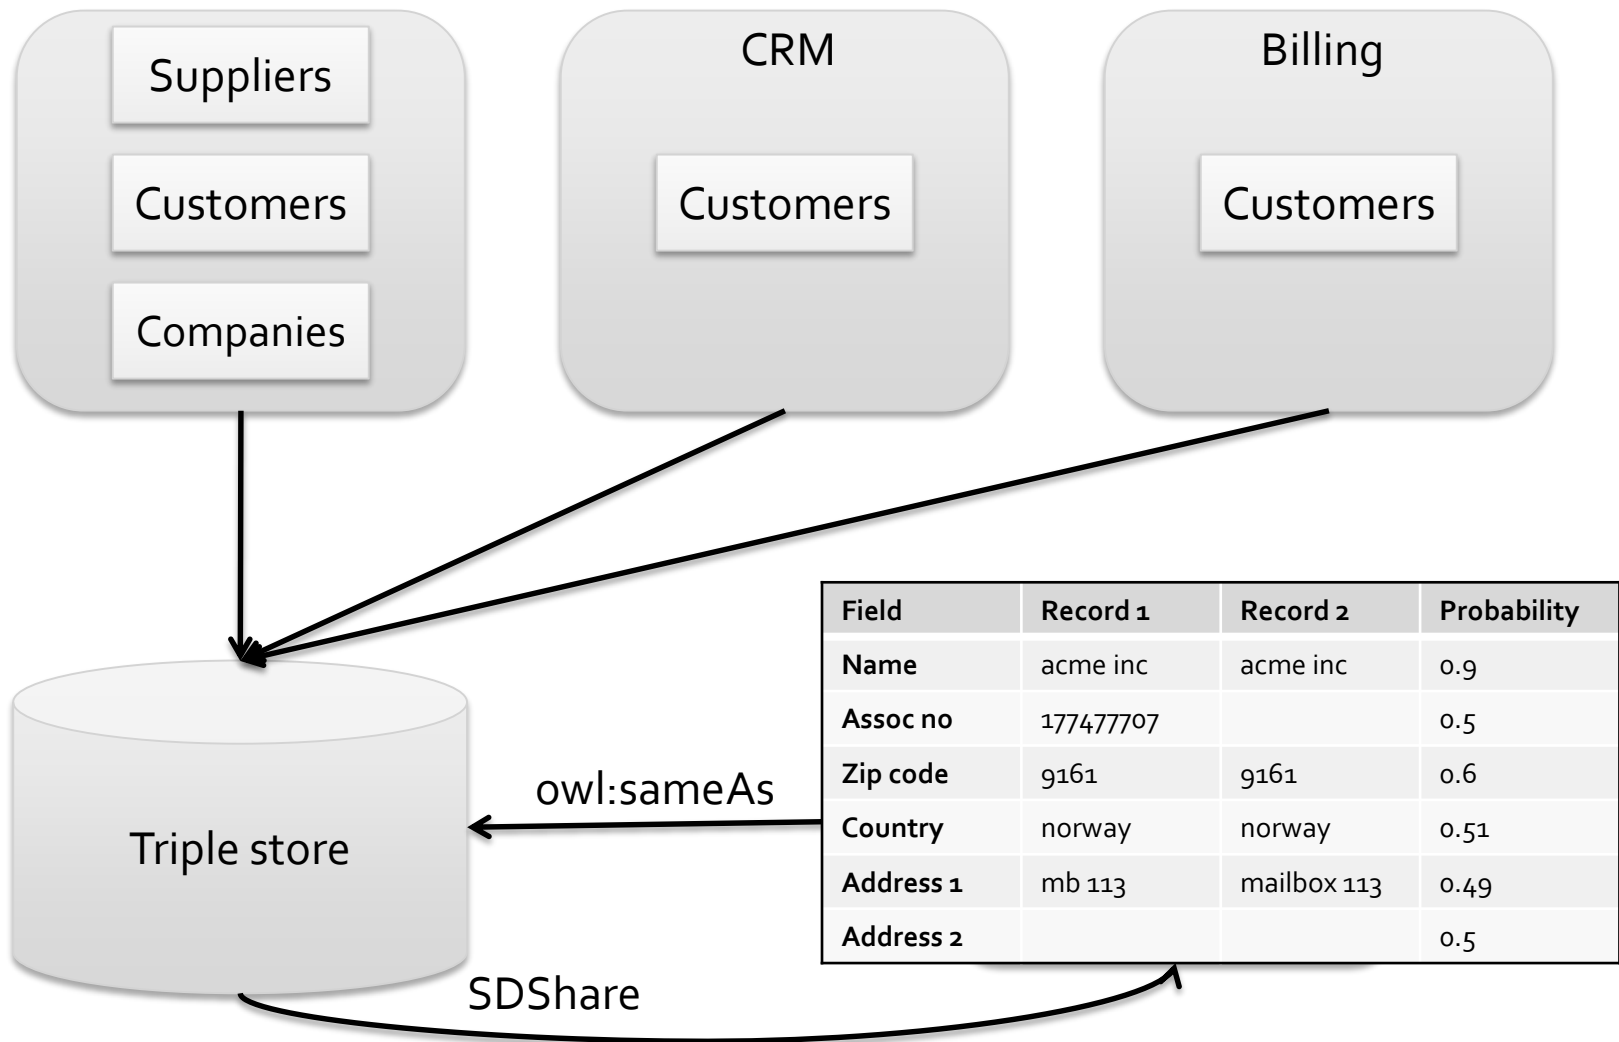 Suppliers
Customers
Companies
CRM
Customers
Billing
Customers
Field Record 1 Record 2 Probability
Name acme inc acme inc 0.9
Assoc no 177477707 0.5
Zip code 9161 9161 0.6
Country norway norway 0.51
Address 1 mb 113 mailbox 113 0.49
Address 2 0.5
owl:sameAs
Triple store
SDShare